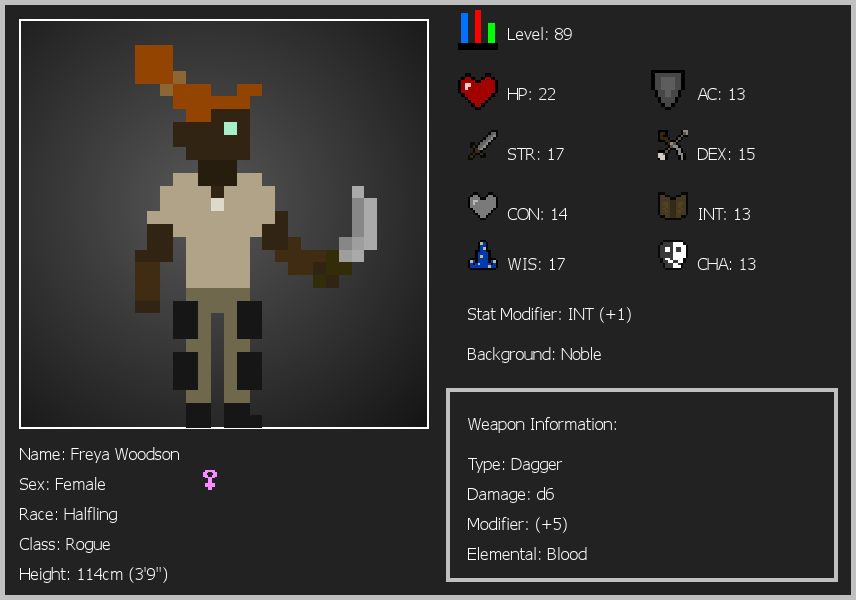 Level: 89
HP: 22
AC: 13
STR: 17
DEX: 15
CON: 14
INT: 13
WIS: 17
CHA: 13
Stat Modifier: INT (+1)
Background: Noble
Weapon Information:
Type: Dagger
Damage: d6
Modifier: (+5)
Elemental: Blood
Name: Freya Woodson
Sex: Female
Race: Halfling
Class: Rogue
Height: 114cm (3'9")